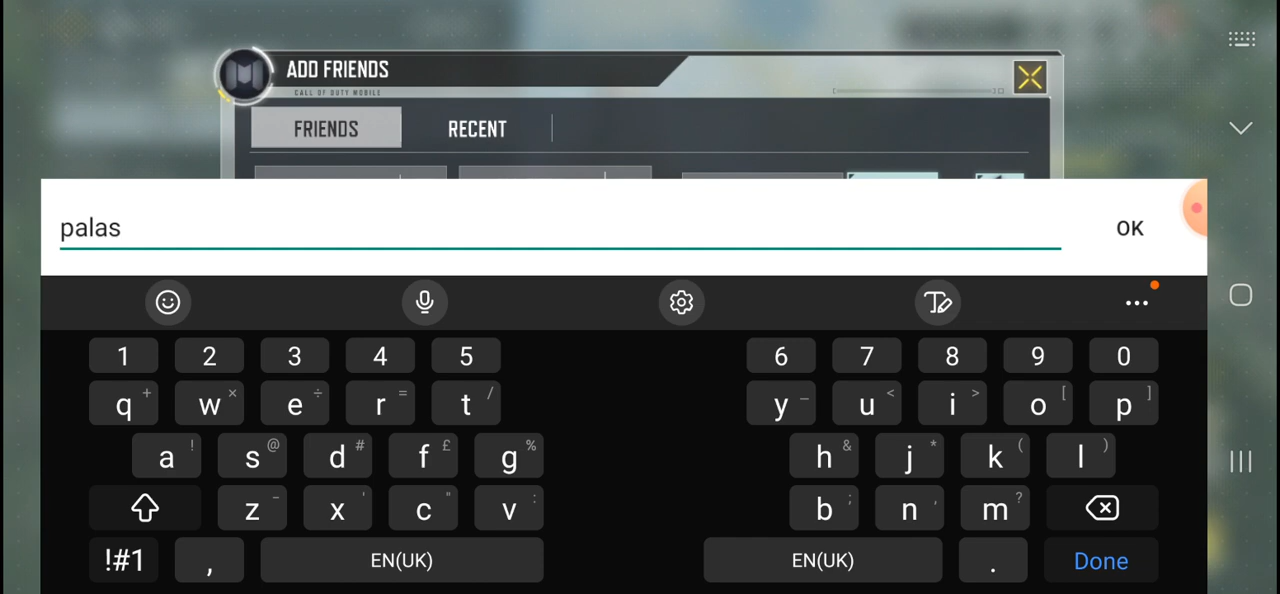 ADD FRIENDS
CALL OF DUTY MOBILE
FRIENDS RECENT
palas OK
1 2 3 4 5 6 7 8 9 0
q + w × e ÷ r = t / y _ u < i > o [ p ]
a ! s @ d # f £ g % h & j * k ( l )
z - x ' c " v : b ; n , m ?
!#1 , EN(UK) EN(UK) . Done